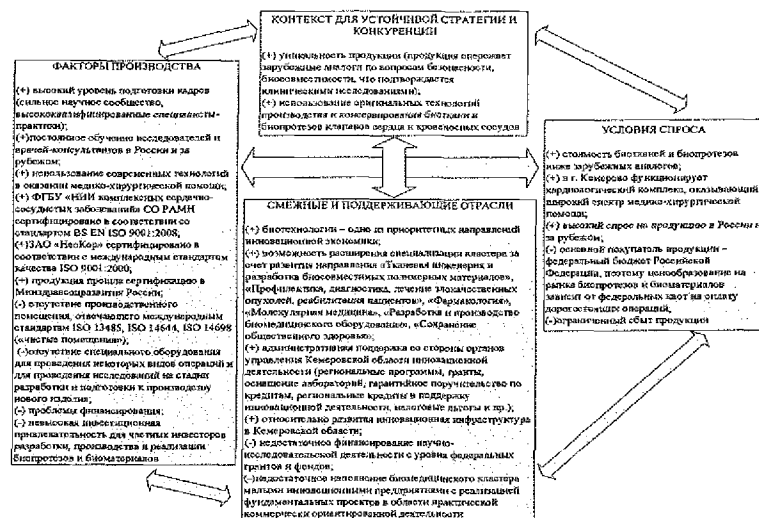 КОНТЕКСТ ДЛЯ УСТОЙЧИВОЙ СТРАТЕГИИ И
КОНКУРЕНЦИИ
(+) уникальность продукции (продукция опережает
зарубежные аналоги по вопросам безопасности,
биосовместимости, что подтверждается
клиническими исследованиями);
(+) использование оригинальных технологий
производства и консервирования биоткани и
биопротезов клапанов сердца и кровеносных сосудов
ФАКТОРЫ ПРОИЗВОДСТВА
(+) высокий уровень подготовки кадров
(сильное научное сообщество,
высококвалифицированные специалисты-
практики);
(+)постоянное обучение исследователей и
врачей-консультантов в России и за
рубежом;
(+) использование современных технологий
в оказании медико-хирургической помощи;
(+) ФГБУ «НИИ комплексных сердечно-
сосудистых заболеваний» СО РАМН
сертифицировано в соответствии со
стандартом BS EN ISO 9001:2008;
(+)ЗАО «НеоКор» сертифицировано в
соответствии с международным стандартом
качества ISO 9001:2000;
(+) продукция прошла сертификацию в
Минздравсоцразвития России;
(-) отсутствие производственного
помещения, отвечающего международным
стандартам ISO 13485, ISO 14644, ISO 14698
(«чистые помещения»);
(-)отсутствие специального оборудования
для проведения некоторых видов операций и
для проведения исследований на стадии
разработки и подготовки к производству
нового изделия;
(-) проблемы финансирования;
(-) невысокая инвестиционная
привлекательность для частных инвесторов
разработки, производства и реализации
биопротезов и биоматериалов
УСЛОВИЯ СПРОСА
(+) стоимость биотканей и биопротезов
ниже зарубежных аналогов;
(+) в г. Кемерово функционирует
кардиологический комплекс, оказывающий
широкий спектр медико-хирургической
помощи;
(+) высокий спрос на продукцию в России и
за рубежом;
(-) основной покупатель продукции –
федеральный бюджет Российской
Федерации, поэтому ценообразование на
рынке биопротезов и биоматериалов
зависит от федеральных квот на оплату
дорогостоящих операций;
(-)ограниченный сбыт продукции
СМЕЖНЫЕ И ПОДДЕРЖИВАЮЩИЕ ОТРАСЛИ
(+) биотехнологии – одно из приоритетных направлений
инновационной экономики;
(+) возможность расширения специализации кластера за
счет развития направлений «Тканевая инженерия и
разработка биосовместимых полимерных материалов»,
«Профилактика, диагностика, лечение злокачественных
опухолей, реабилитация пациентов», «Фармакология»,
«Молекулярная медицина», «Разработка и производство
биомедицинского оборудования», «Сохранение
общественного здоровья»;
(+) административная поддержка со стороны органов
управления Кемеровской области инновационной
деятельности (региональные программы, гранты,
оснащение лабораторий, гарантийное поручительство по
кредитам, региональные кредиты в поддержку
инновационной деятельности, налоговые льготы и пр.);
(+) относительно развитая инновационная инфраструктура
в Кемеровской области;
(-) недостаточное финансирование научно-
исследовательской деятельности с уровня федеральных
грантов и фондов;
(-)недостаточное наполнение биомедицинского кластера
малыми инновационными предприятиями с реализацией
фундаментальных проектов в области практической
коммерчески ориентированной деятельности